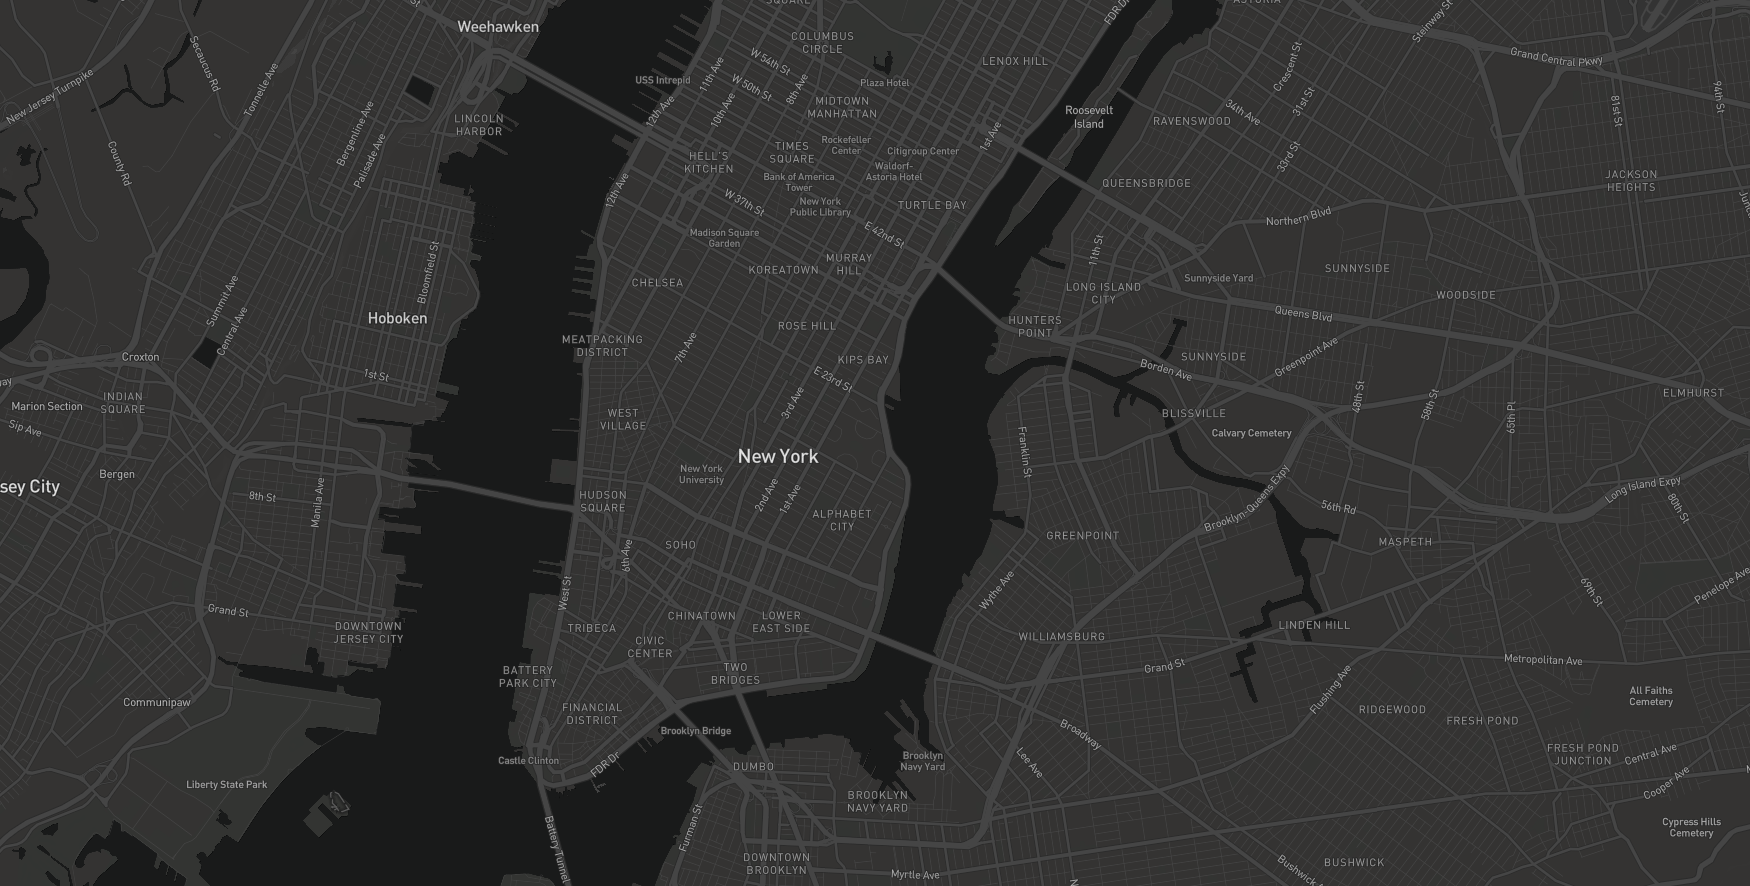 SQUARE
FDR Dr
ASTORIA
Steinway St
Weehawken
COLUMBUS
CIRCLE
Secaucus Rd
Grand Central Pkwy
LENOX HILL
W 54th St
Crescent St
New Jersey Turnpike
Tonnelle Ave
USS Intrepid
11th Ave
W 50th St
8th Ave
Plaza Hotel
94th St
MIDTOWN
MANHATTAN
12th Ave
10th Ave
Roosevelt
Island
34th Ave
31st St
81st St
RAVENSWOOD
LINCOLN
HARBOR
Bergenline Ave
Palisade Ave
1st Ave
Rockefeller
Center
Citigroup Center
TIMES
SQUARE
33rd St
County Rd
HELL'S
KITCHEN
Waldorf-
Astoria Hotel
Bank of America
Tower
QUEENSBRIDGE
JACKSON
HEIGHTS
12th Ave
W 37th St
New York
Public Library
TURTLE BAY
Northern Blvd
E 42nd St
Madison Square
Garden
11th St
Bloomfield St
MURRAY
HILL
KOREATOWN
SUNNYSIDE
CHELSEA
Sunnyside Yard
LONG ISLAND
CITY
WOODSIDE
Summit Ave
Hoboken
Central Ave
Queens Blvd
HUNTERS
POINT
ROSE HILL
MEATPACKING
DISTRICT
7th Ave
Croxton
KIPS BAY
SUNNYSIDE
Greenpoint Ave
Borden Ave
1st St
E 23rd St
way
INDIAN
SQUARE
Marion Section
3rd Ave
48th St
58th St
65th Pl
ELMHURST
WEST
VILLAGE
BLISSVILLE
Sip Ave
Calvary Cemetery
New York
Franklin St
Bergen
New York
University
sey City
8th St
Manila Ave
2nd Ave
1st Ave
HUDSON
SQUARE
Brooklyn-Queens Expy
Long Island Expy
80th St
56th Rd
ALPHABET
CITY
GREENPOINT
MASPETH
SOHO
6th Ave
West St
Wythe Ave
69th St
Penelope Ave
Grand St
DOWNTOWN
JERSEY CITY
CHINATOWN
LOWER
EAST SIDE
TRIBECA
WILLIAMSBURG
LINDEN HILL
CIVIC
CENTER
Grand St
Metropolitan Ave
BATTERY
PARK CITY
TWO
BRIDGES
Flushing Ave
All Faiths
Cemetery
Communipaw
FINANCIAL
DISTRICT
RIDGEWOOD
FRESH POND
Brooklyn Bridge
Broadway
FRESH POND
JUNCTION
Central Ave
Castle Clinton
FDR Dr
DUMBO
Brooklyn
Navy Yard
Lee Ave
Liberty State Park
Cooper Ave
BROOKLYN
NAVY YARD
Battery Tunnel
Furman St
Cypress Hills
Cemetery
DOWNTOWN
BROOKLYN
Myrtle Ave
BUSHWICK
Bushwick A